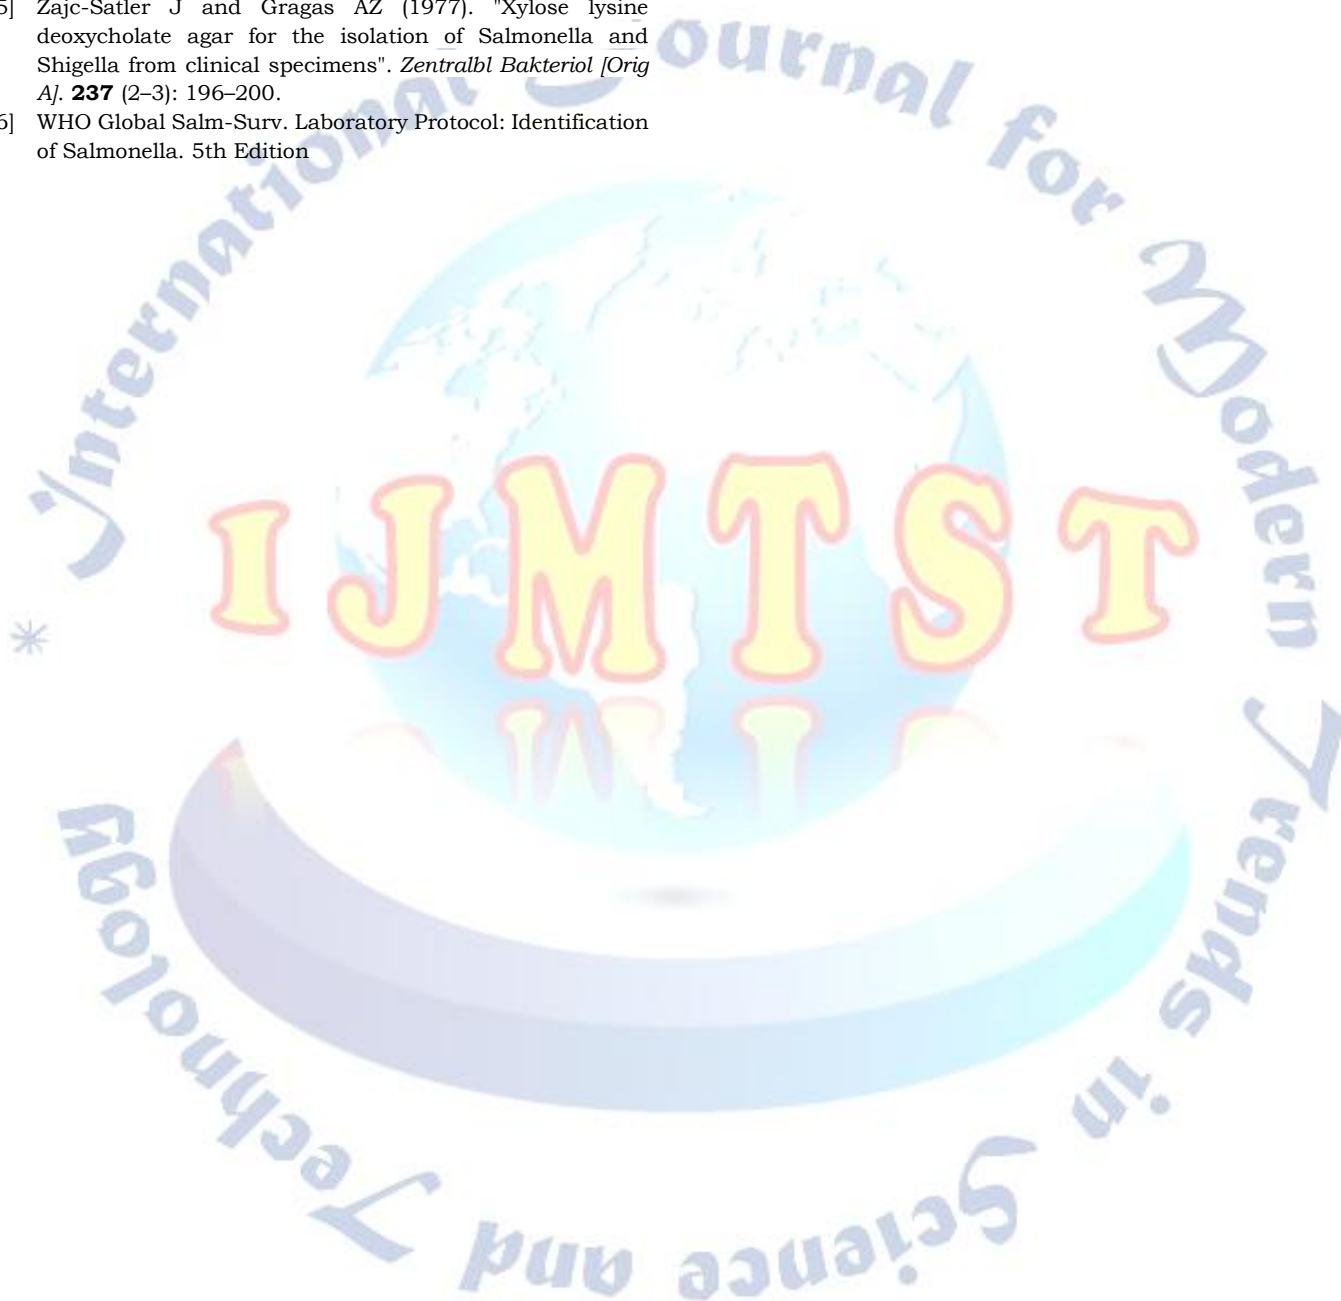 5] Zajc-Satler J and Gragas AZ (1977). "Xylose lysine
deoxycholate agar for the isolation of Salmonella and
Shigella from clinical specimens". Zentralbl Bakteriol [Orig
A]. 237 (2–3): 196–200.
6] WHO Global Salm-Surv. Laboratory Protocol: Identification
of Salmonella. 5th Edition
International Journal for Modern Trends in Science and Technology
*
IJMTST